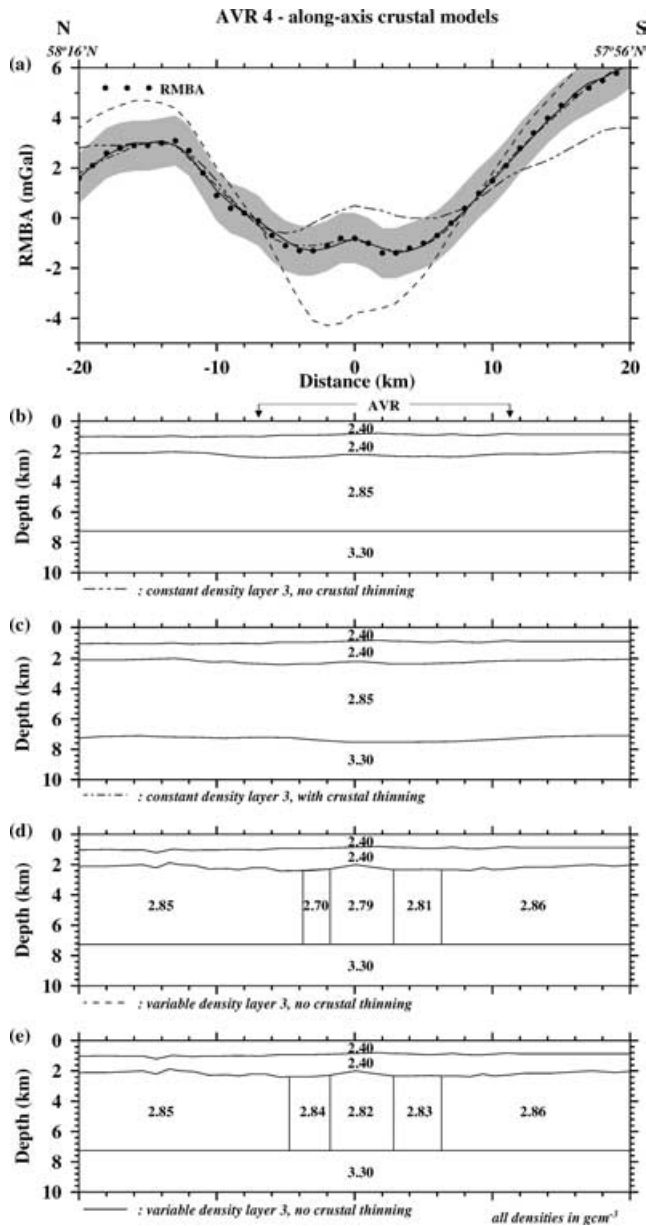 AVR 4 - along-axis crustal models
N
S
58°16'N
57°56'N
(a)
6
4
2
0
-2
-4
RMBA (mGal)
RMBA
-20
-10
0
10
20
Distance (km)
AVR
(b)
0
2
4
6
8
10
Depth (km)
2.40
2.40
2.85
3.30
: constant density layer 3, no crustal thinning
(c)
0
2
4
6
8
10
Depth (km)
2.40
2.40
2.85
3.30
: constant density layer 3, with crustal thinning
(d)
0
2
4
6
8
10
Depth (km)
2.40
2.40
2.85
2.70
2.79
2.81
2.86
3.30
: variable density layer 3, no crustal thinning
(e)
0
2
4
6
8
10
Depth (km)
2.40
2.40
2.85
2.84
2.82
2.83
2.86
3.30
: variable density layer 3, no crustal thinning
all densities in gcm⁻³